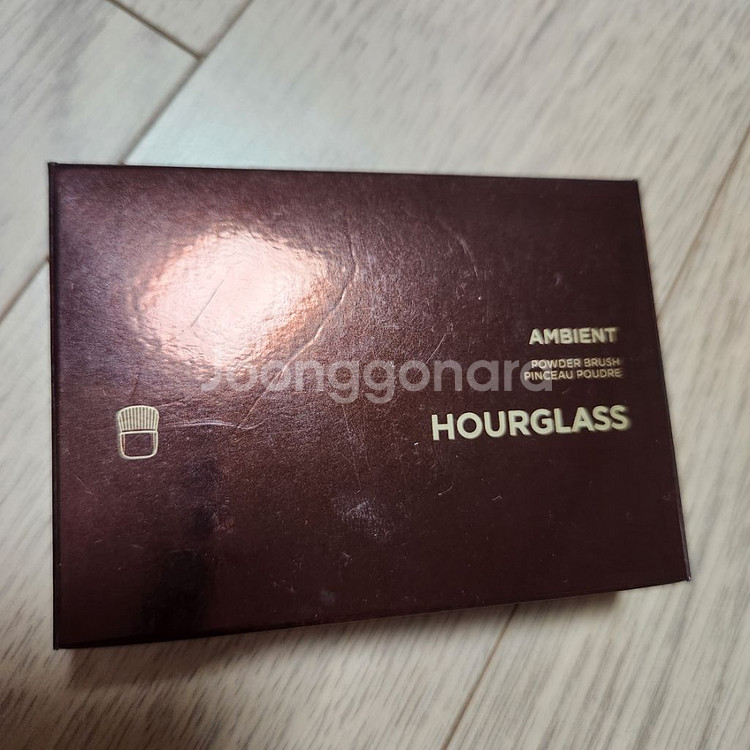 AMBIENT
POWDER BRUSH
PINCEAU POUDRE
Joonggonara
HOURGLASS